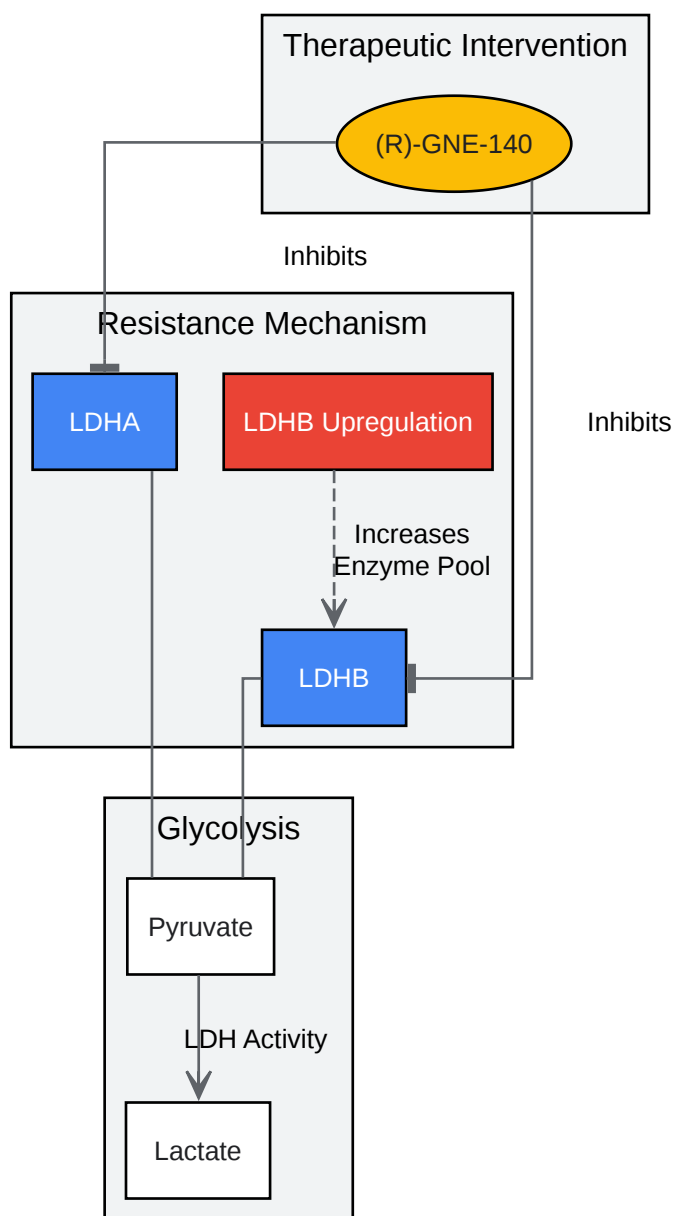 Therapeutic Intervention
(R)-GNE-140
Inhibits
Resistance Mechanism
LDHA
LDHB Upregulation
Inhibits
Increases
Enzyme Pool
LDHB
Glycolysis
Pyruvate
LDH Activity
Lactate